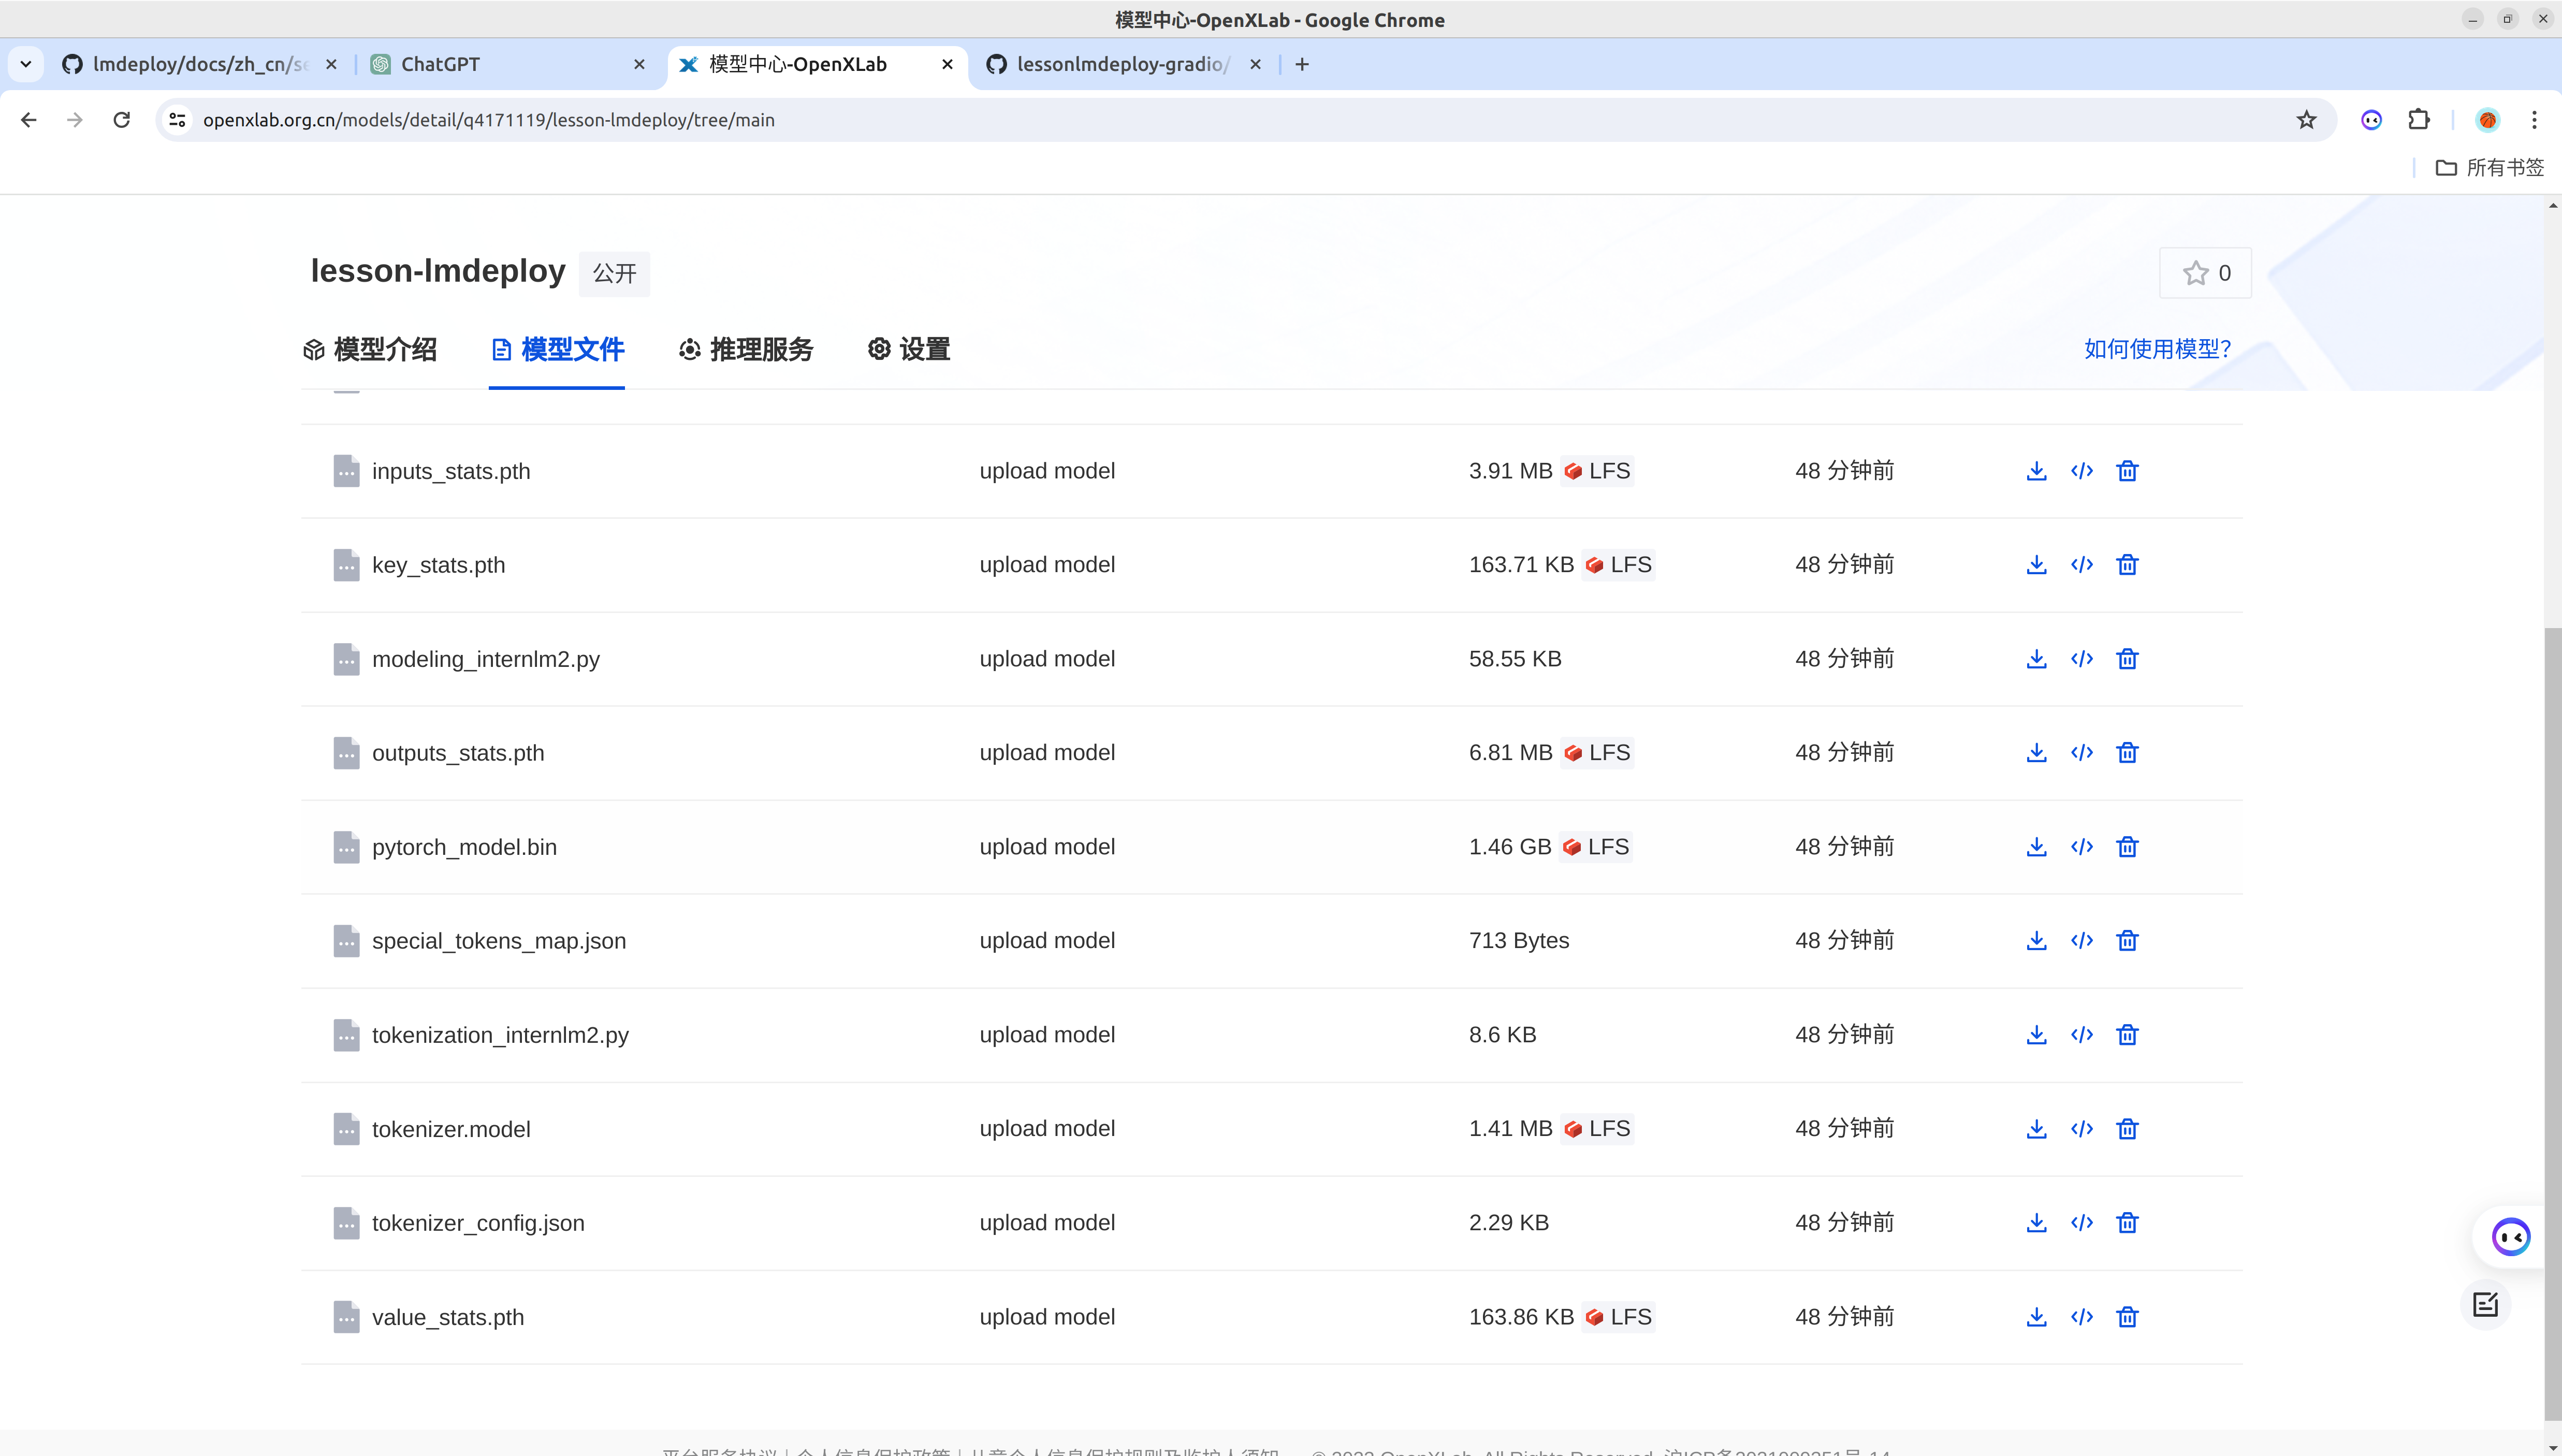 模型中心-OpenXLab - Google Chrome
lmdeploy/docs/zh_cn/se ChatGPT 模型中心-OpenXLab lessonlmdeploy-gradio/
openxlab.org.cn/models/detail/q4171119/lesson-lmdeploy/tree/main
所有书签
lesson-lmdeploy 公开 0
模型介绍 模型文件 推理服务 设置 如何使用模型?
inputs_stats.pth upload model 3.91 MB LFS 48 分钟前
key_stats.pth upload model 163.71 KB LFS 48 分钟前
modeling_internlm2.py upload model 58.55 KB 48 分钟前
outputs_stats.pth upload model 6.81 MB LFS 48 分钟前
pytorch_model.bin upload model 1.46 GB LFS 48 分钟前
special_tokens_map.json upload model 713 Bytes 48 分钟前
tokenization_internlm2.py upload model 8.6 KB 48 分钟前
tokenizer.model upload model 1.41 MB LFS 48 分钟前
tokenizer_config.json upload model 2.29 KB 48 分钟前
value_stats.pth upload model 163.86 KB LFS 48 分钟前